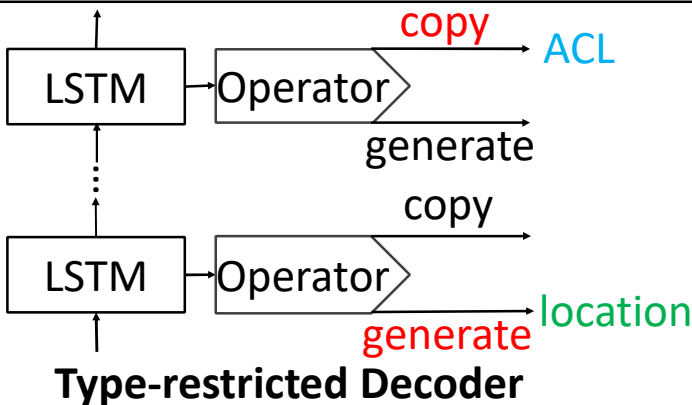 copy
ACL
LSTM
Operator
generate
...
copy
LSTM
Operator
location
generate
Type-restricted Decoder